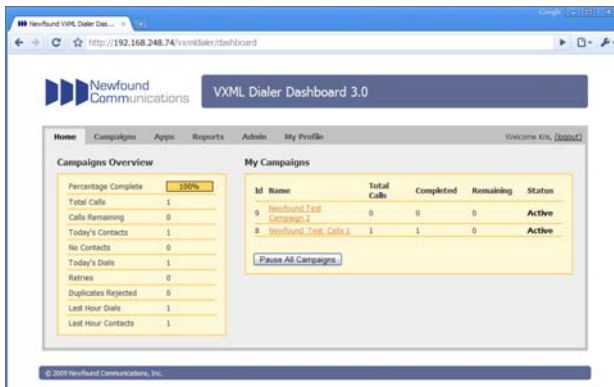 Newfound VXML Dialer Das...
Google
http://192.168.248.74/vxmldialer/dashboard
Newfound
Communications
VXML Dialer Dashboard 3.0
Home Campaigns Apps Reports Admin My Profile Welcome Kris, (logout)
Campaigns Overview
Percentage Complete 100%
Total Calls 1
Calls Remaining 0
Today's Contacts 1
No Contacts 0
Today's Dials 1
Retries 0
Duplicates Rejected 0
Last Hour Dials 1
Last Hour Contacts 1
My Campaigns
Id Name Total Calls Completed Remaining Status
9 Newfound Test Campaign 2 0 0 0 Active
8 Newfound Test Calls 1 1 1 0 Active
Pause All Campaigns
© 2009 Newfound Communications, Inc.